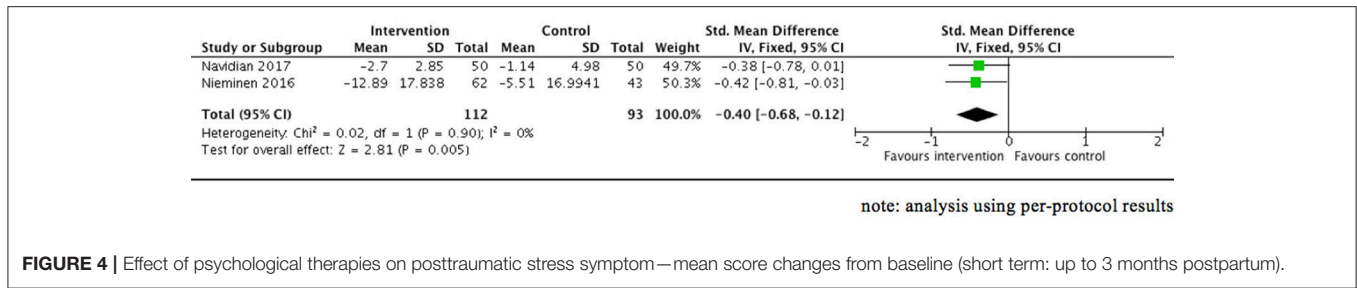 Intervention Control Std. Mean Difference Std. Mean Difference
Study or Subgroup Mean SD Total Mean SD Total Weight IV, Fixed, 95% CI IV, Fixed, 95% CI
Navidian 2017 -2.7 2.85 50 -1.14 4.98 50 49.7% -0.38 [-0.78, 0.01]
Nieminen 2016 -12.89 17.838 62 -5.51 16.9941 43 50.3% -0.42 [-0.81, -0.03]
Total (95% CI) 112 93 100.0% -0.40 [-0.68, -0.12]
Heterogeneity: Chi² = 0.02, df = 1 (P = 0.90); I² = 0%
Test for overall effect: Z = 2.81 (P = 0.005)
-2 -1 0 1 2
Favours intervention Favours control
note: analysis using per-protocol results
FIGURE 4 | Effect of psychological therapies on posttraumatic stress symptom—mean score changes from baseline (short term: up to 3 months postpartum).